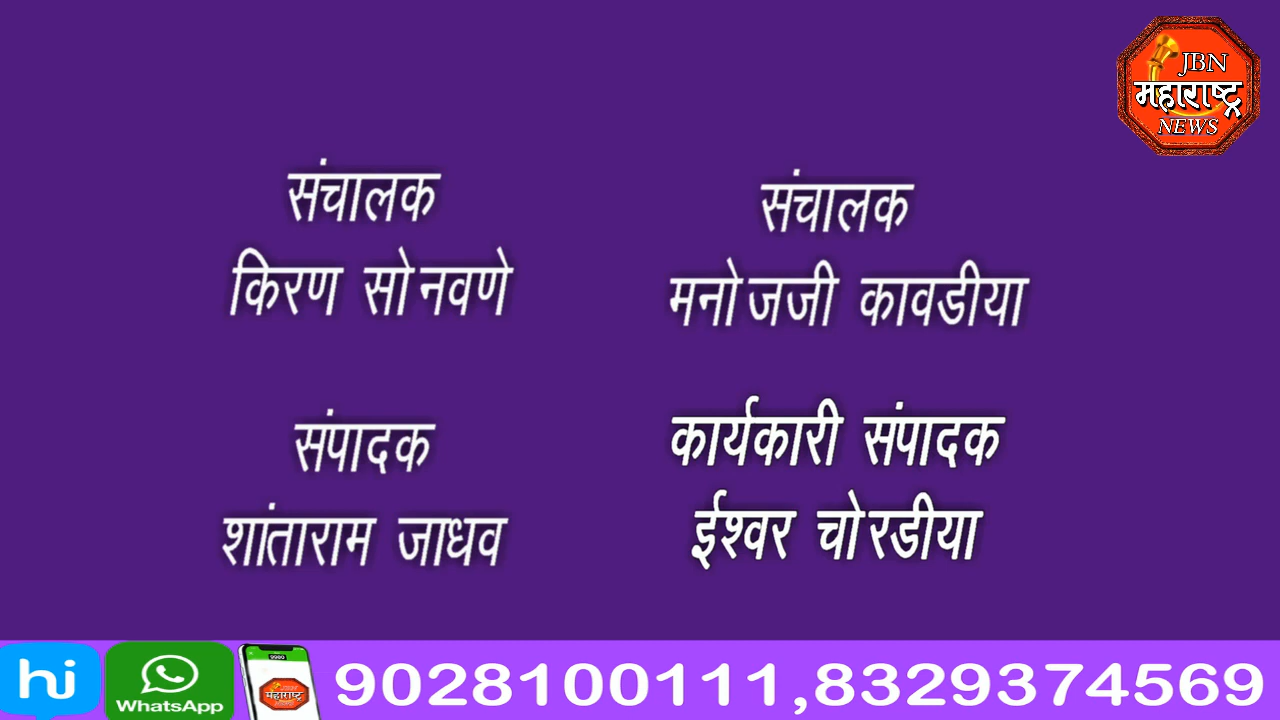 JBN
महाराष्ट्र
NEWS
संचालक
किरण सोनवणे
संचालक
मनोजजी कावडीया
संपादक
शांताराम जाधव
कार्यकारी संपादक
ईश्वर चोरडीया
hi
WhatsApp
महाराष्ट्र
9028100111,8329374569